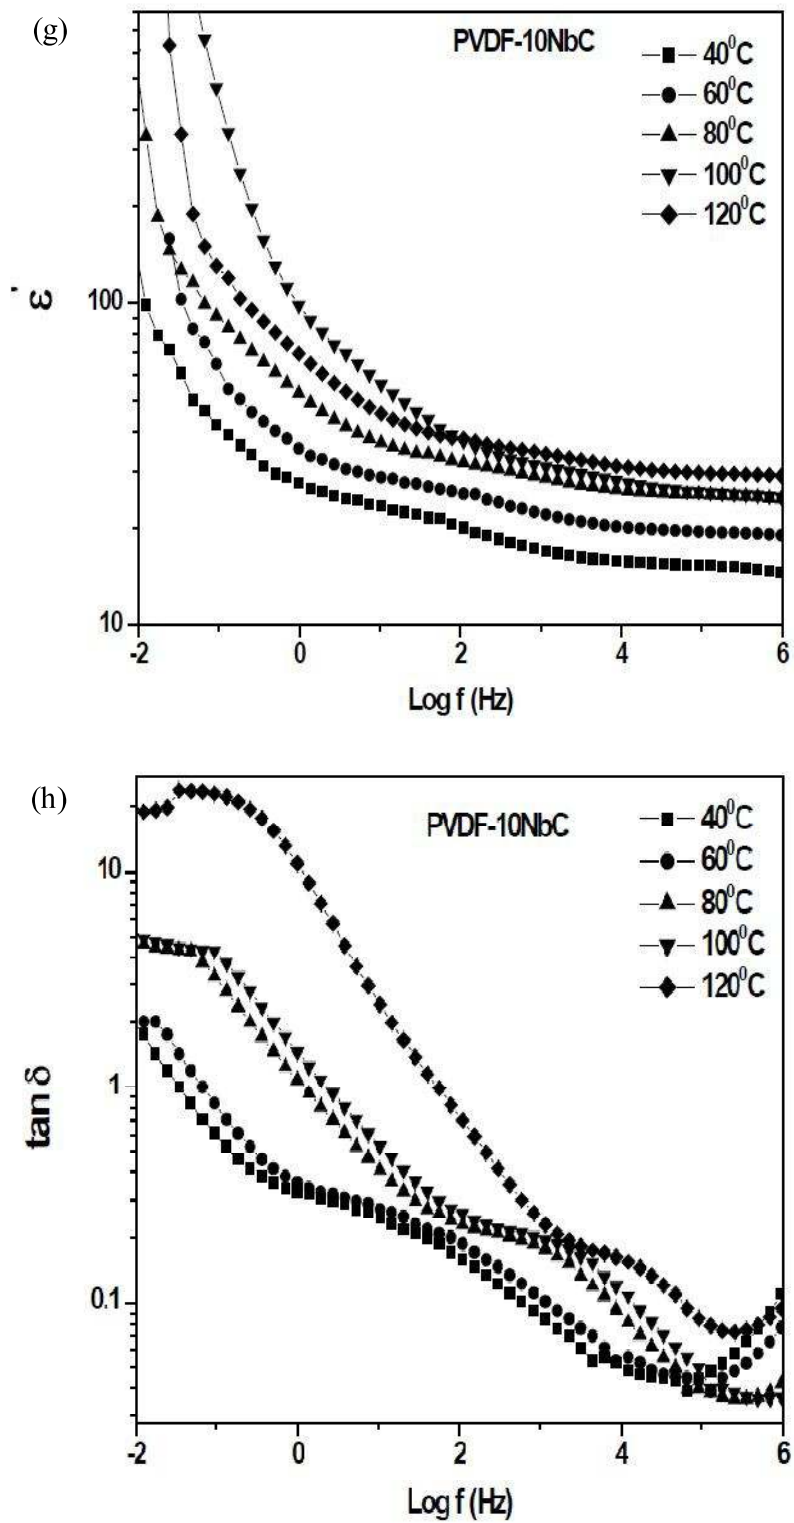 (g)
PVDF-10NbC
40⁰C
60⁰C
80⁰C
100⁰C
120⁰C
ε'
100
10
-2 0 2 4 6
Log f (Hz)
(h)
PVDF-10NbC
40⁰C
60⁰C
80⁰C
100⁰C
120⁰C
tan δ
10
1
0.1
-2 0 2 4 6
Log f (Hz)